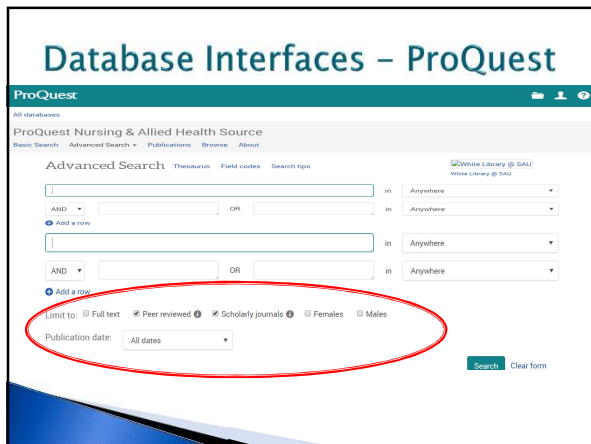 Database Interfaces – ProQuest
ProQuest
All databases
ProQuest Nursing & Allied Health Source
Basic Search Advanced Search Publications Browse About
Advanced Search Thesaurus Field codes Search tips White Library @ SAU
White Library @ SAU
in Anywhere
AND OR in Anywhere
Add a row
in Anywhere
AND OR in Anywhere
Add a row
Limit to: Full text Peer reviewed Scholarly journals Females Males
Publication date: All dates
Search Clear form